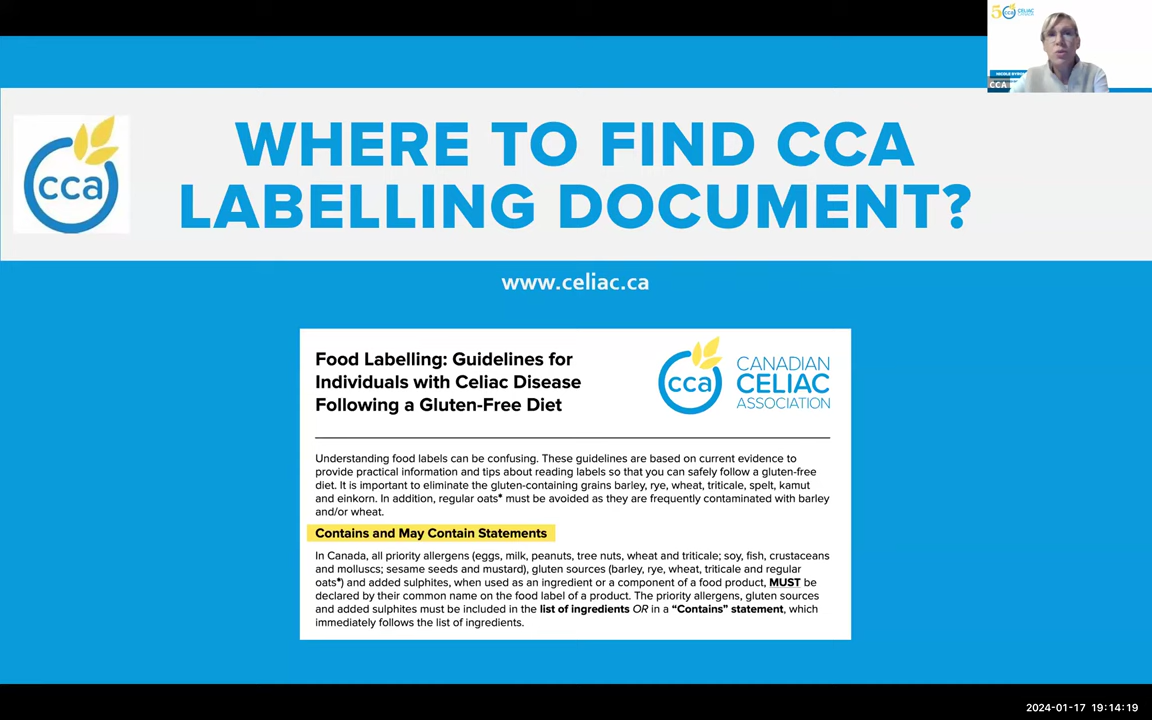 50 cca CELIAC
CCA
WHERE TO FIND CCA
LABELLING DOCUMENT?
cca
www.celiac.ca
Food Labelling: Guidelines for
Individuals with Celiac Disease
Following a Gluten-Free Diet
cca
CANADIAN
CELIAC
ASSOCIATION
Understanding food labels can be confusing. These guidelines are based on current evidence to
provide practical information and tips about reading labels so that you can safely follow a gluten-free
diet. It is important to eliminate the gluten-containing grains barley, rye, wheat, triticale, spelt, kamut
and einkorn. In addition, regular oats* must be avoided as they are frequently contaminated with barley
and/or wheat.
Contains and May Contain Statements
In Canada, all priority allergens (eggs, milk, peanuts, tree nuts, wheat and triticale; soy, fish, crustaceans
and molluscs; sesame seeds and mustard), gluten sources (barley, rye, wheat, triticale and regular
oats*) and added sulphites, when used as an ingredient or a component of a food product, MUST be
declared by their common name on the food label of a product. The priority allergens, gluten sources
and added sulphites must be included in the list of ingredients OR in a “Contains” statement, which
immediately follows the list of ingredients.
2024-01-17 19:14:19